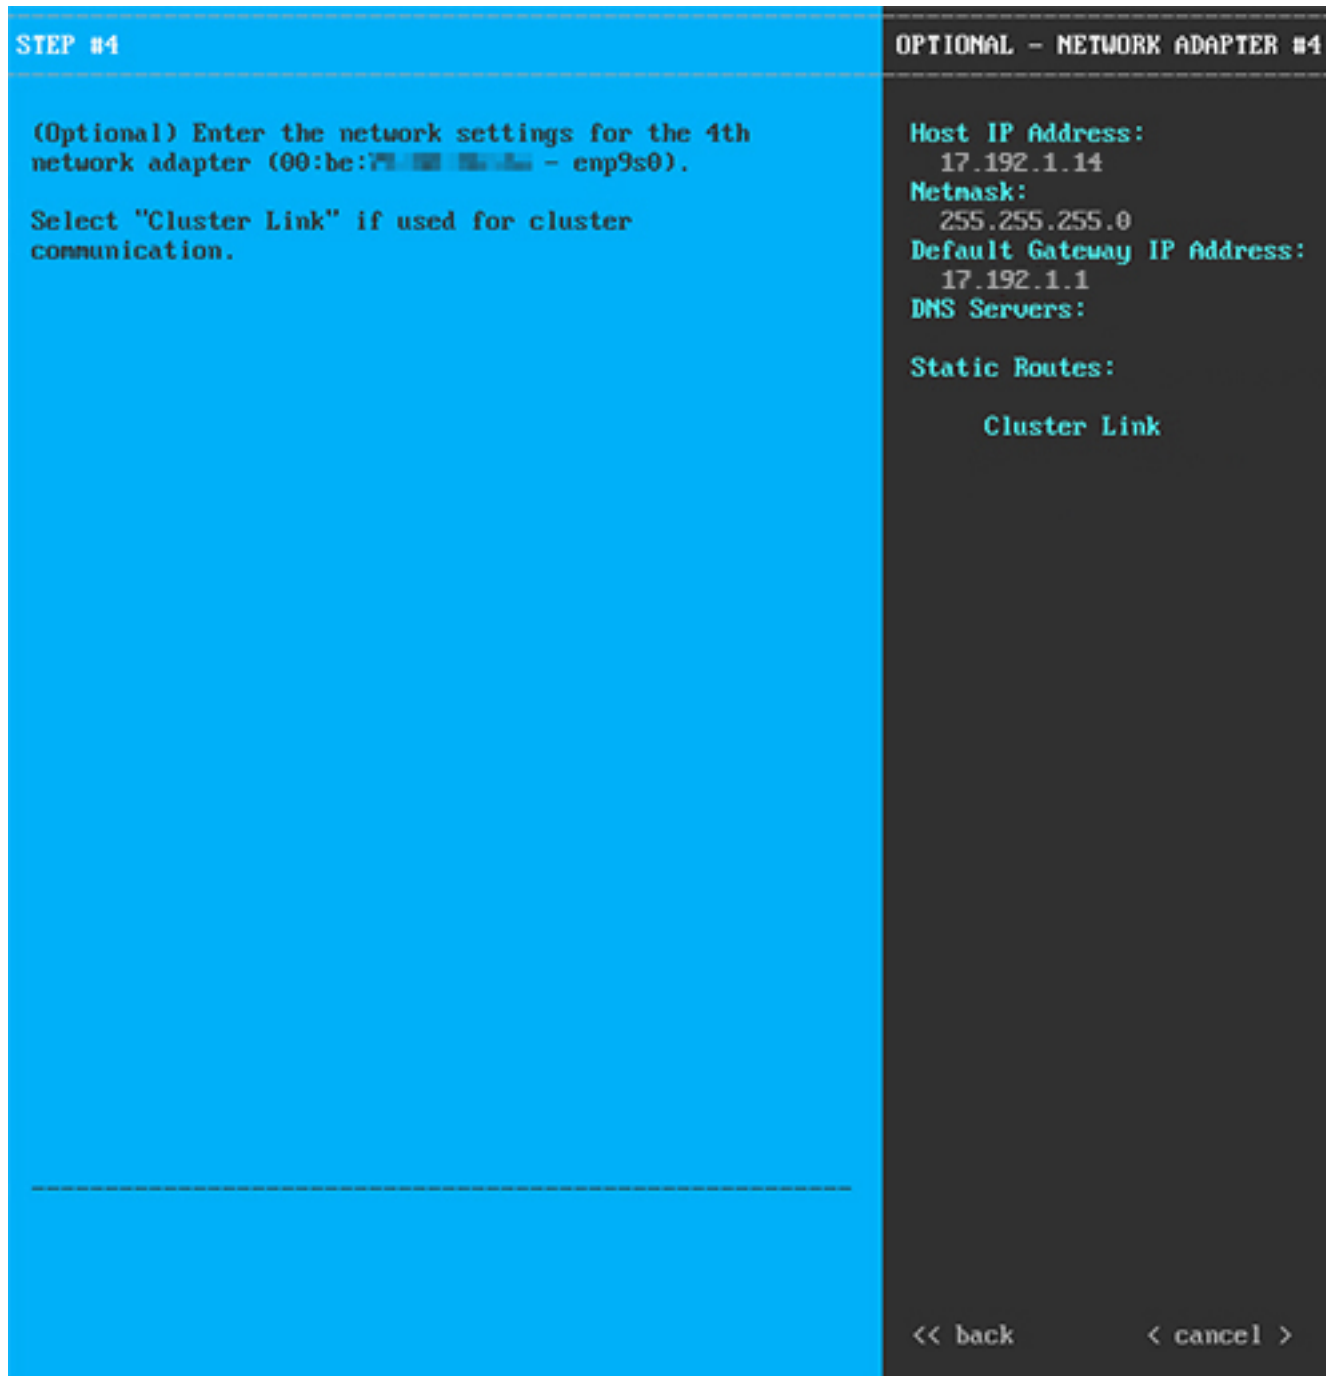 STEP #4
(Optional) Enter the network settings for the 4th
network adapter (00:be: - enp9s0).
Select "Cluster Link" if used for cluster
communication.
OPTIONAL - NETWORK ADAPTER #4
Host IP Address:
17.192.1.14
Netmask:
255.255.255.0
Default Gateway IP Address:
17.192.1.1
DNS Servers:
Static Routes:
Cluster Link
<< back < cancel >